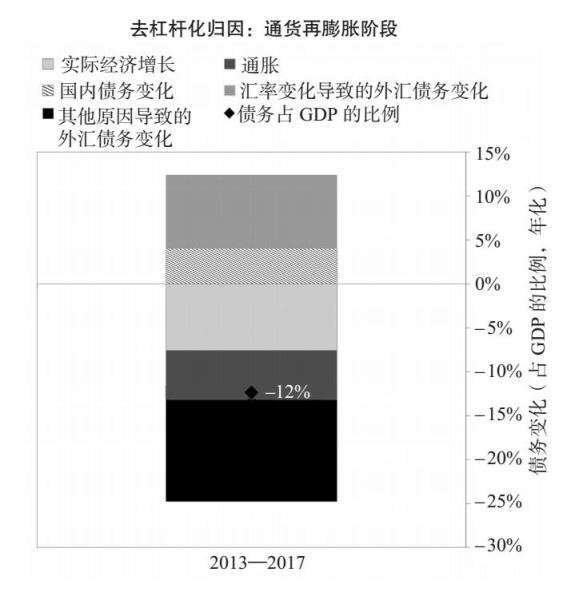 去杠杆化归因：通货再膨胀阶段
实际经济增长 通胀
国内债务变化 汇率变化导致的外汇债务变化
其他原因导致的 债务占 GDP 的比例
外汇债务变化
15%
10%
5%
0%
−5%
−10%
−12%
−15%
−20%
−25%
−30%
债务变化（占 GDP 的比例，年化）
2013—2017